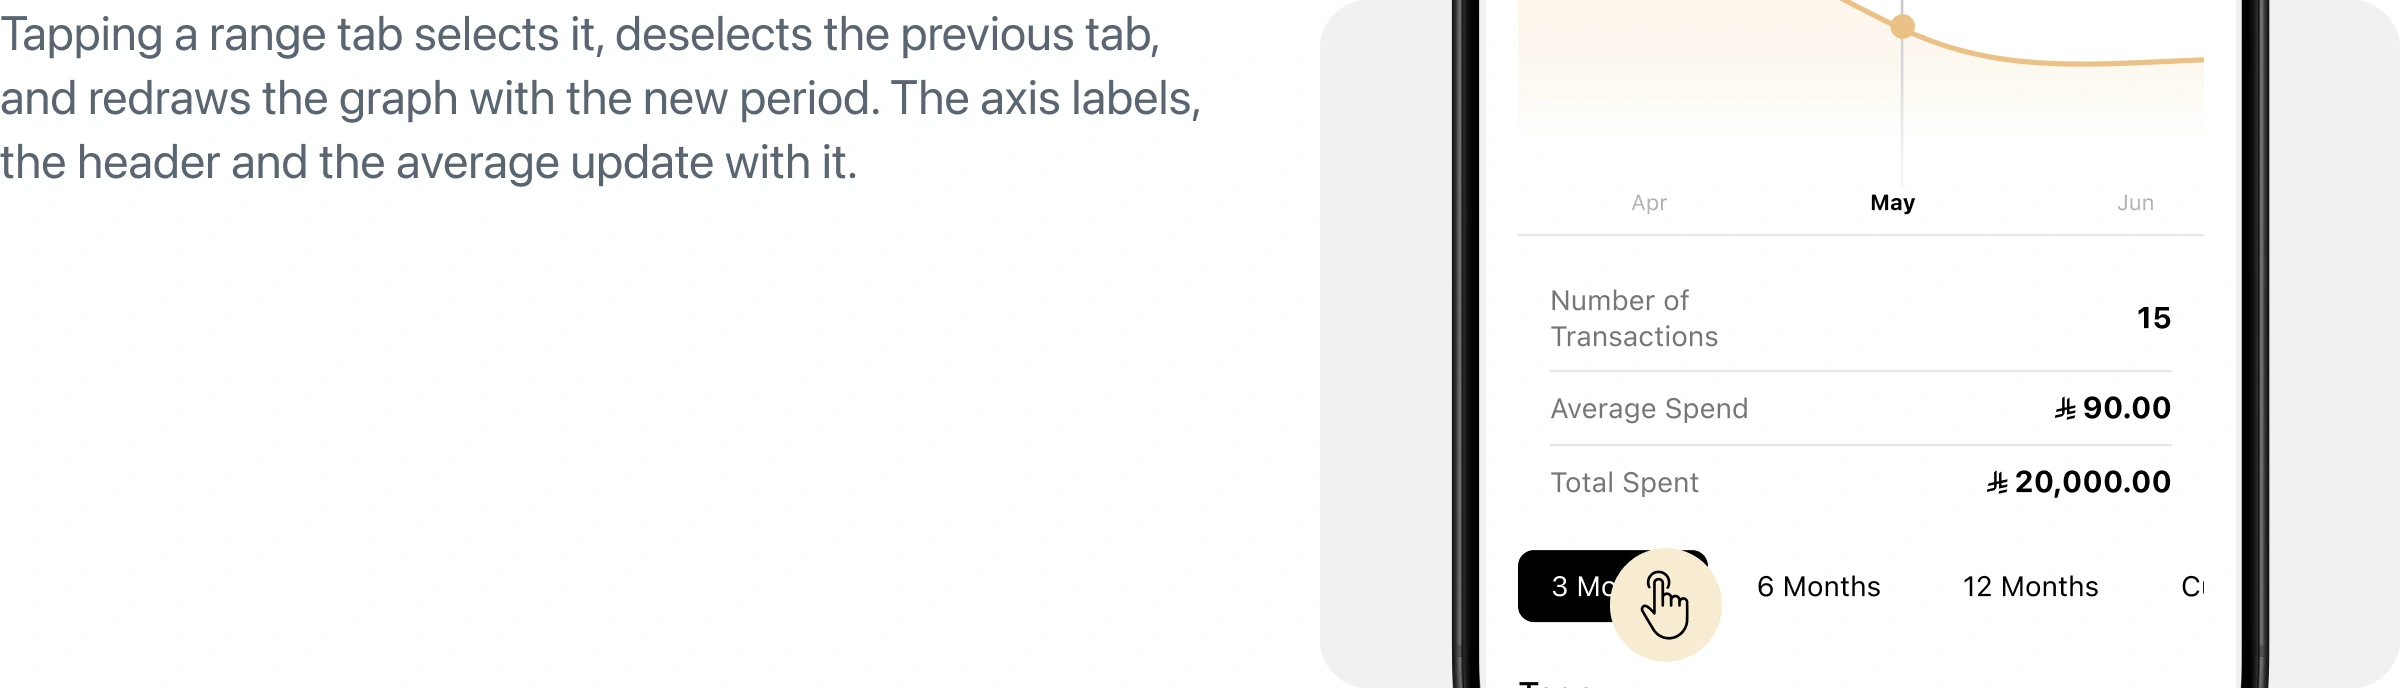 Tapping a range tab selects it, deselects the previous tab,
and redraws the graph with the new period. The axis labels,
the header and the average update with it.
Apr May Jun
Number of
Transactions
15
Average Spend 90.00
Total Spent 20,000.00
3 6 Months 12 Months